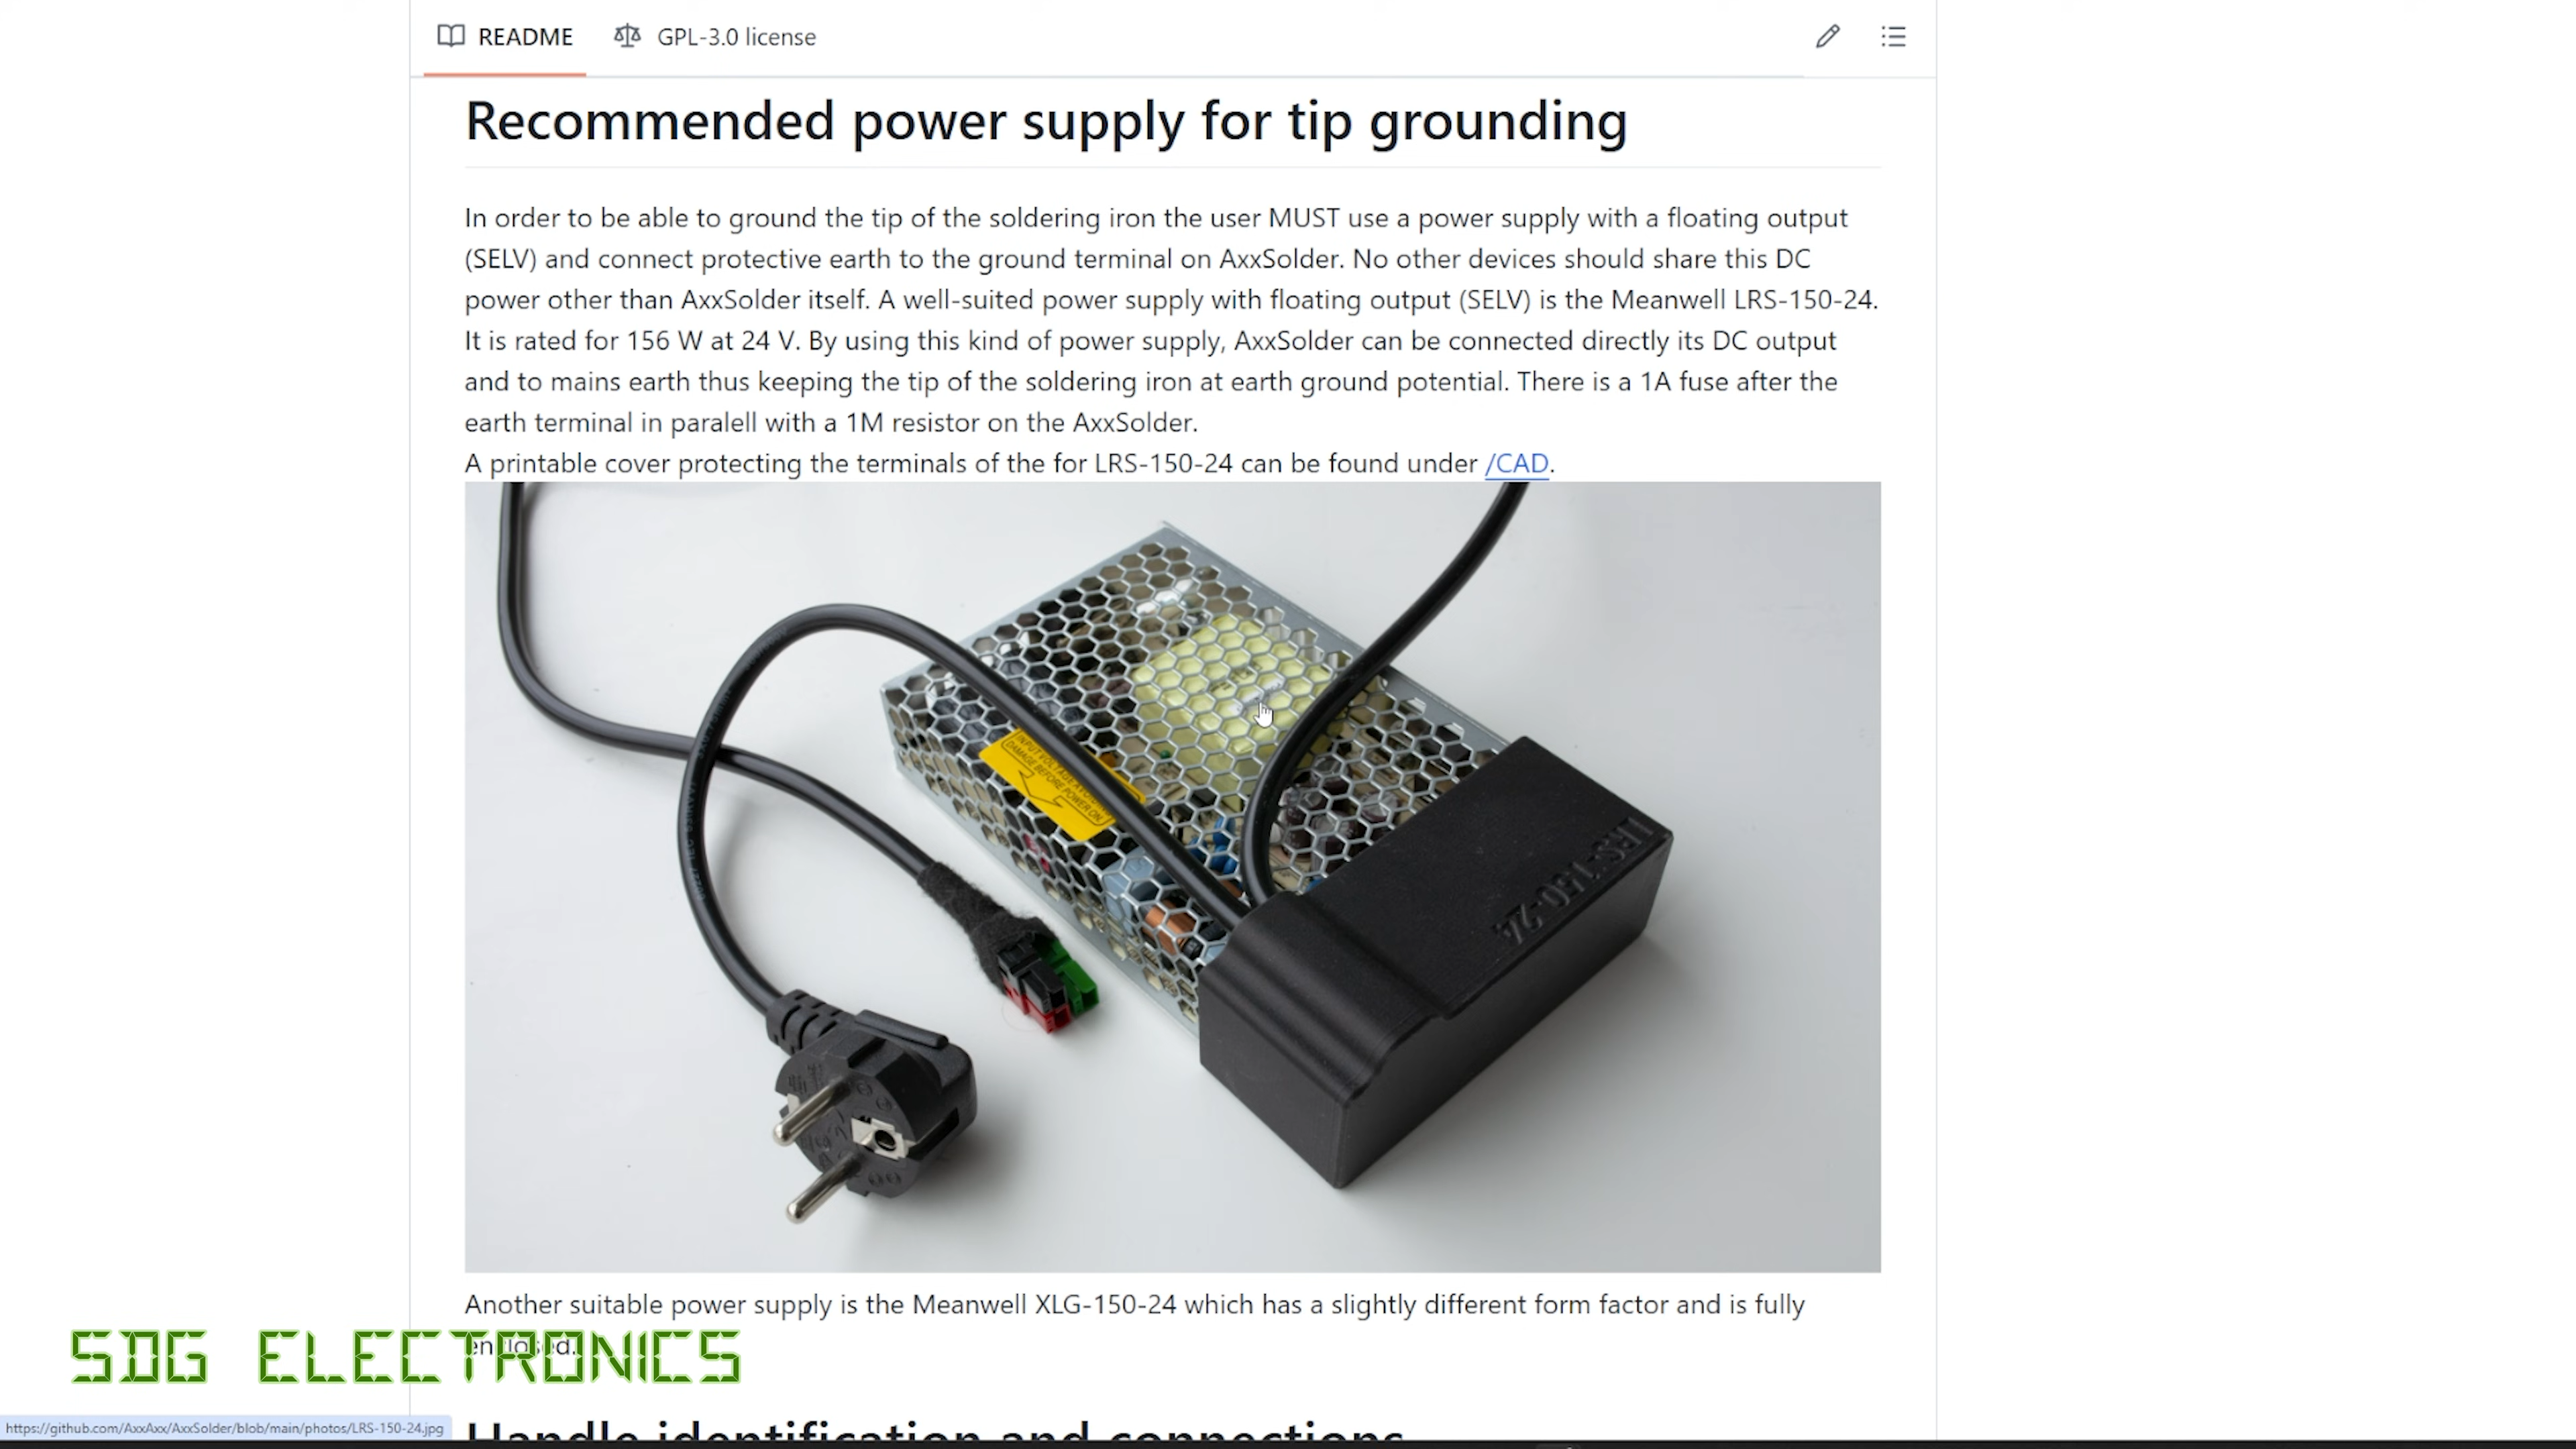 README
GPL-3.0 license
Recommended power supply for tip grounding
In order to be able to ground the tip of the soldering iron the user MUST use a power supply with a floating output
(SELV) and connect protective earth to the ground terminal on AxxSolder. No other devices should share this DC
power other than AxxSolder itself. A well-suited power supply with floating output (SELV) is the Meanwell LRS-150-24.
It is rated for 156 W at 24 V. By using this kind of power supply, AxxSolder can be connected directly its DC output
and to mains earth thus keeping the tip of the soldering iron at earth ground potential. There is a 1A fuse after the
earth terminal in paralell with a 1M resistor on the AxxSolder.
A printable cover protecting the terminals of the for LRS-150-24 can be found under /CAD.
DAMAGE BEFORE POWER ON.
LRS-150-24
Another suitable power supply is the Meanwell XLG-150-24 which has a slightly different form factor and is fully
enclosed.
SDG ELECTRONICS
https://github.com/AxxAxx/AxxSolder/blob/main/photos/LRS-150-24.jpg
Handle identification and connections